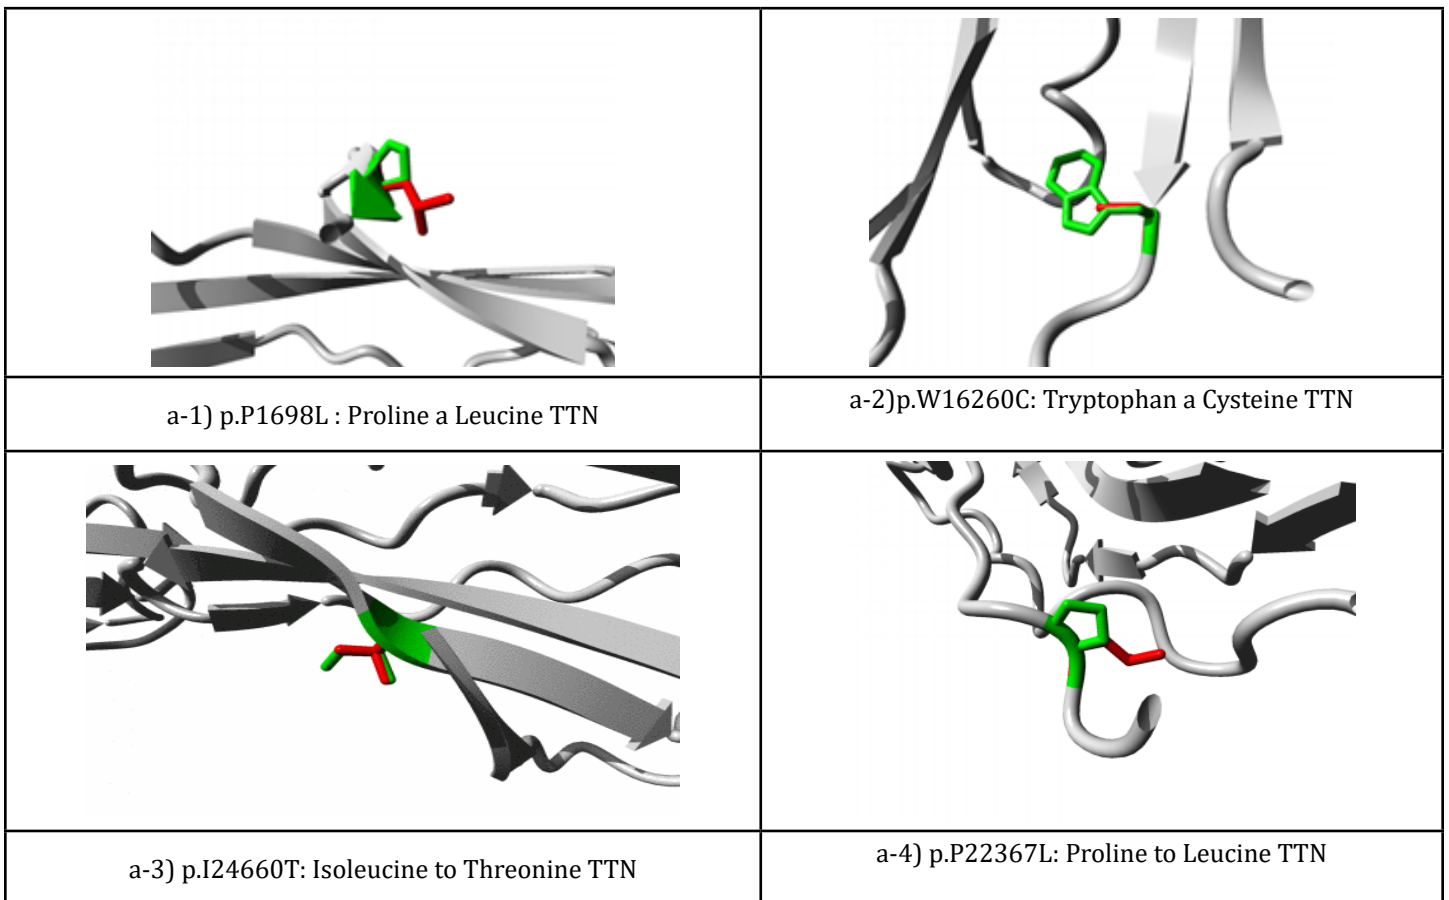 a-1) p.P1698L : Proline a Leucine TTN
a-2)p.W16260C: Tryptophan a Cysteine TTN
a-3) p.I24660T: Isoleucine to Threonine TTN
a-4) p.P22367L: Proline to Leucine TTN